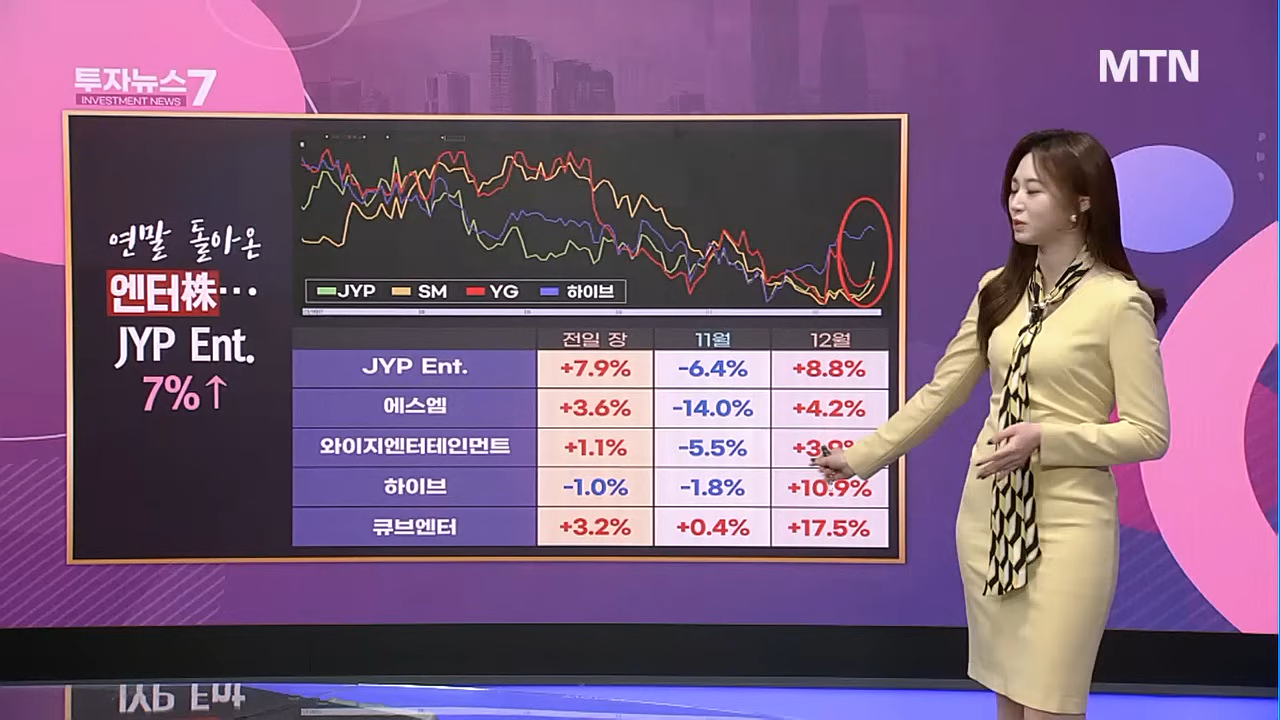 투자뉴스7
INVESTMENT NEWS
MTN
연말 돌아온
엔터株…
JYP Ent.
7%↑
JYP SM YG 하이브
전일 장 11월 12월
JYP Ent. +7.9% -6.4% +8.8%
에스엠 +3.6% -14.0% +4.2%
와이지엔터테인먼트 +1.1% -5.5%
하이브 -1.0% -1.8% +10.9%
큐브엔터 +3.2% +0.4% +17.5%